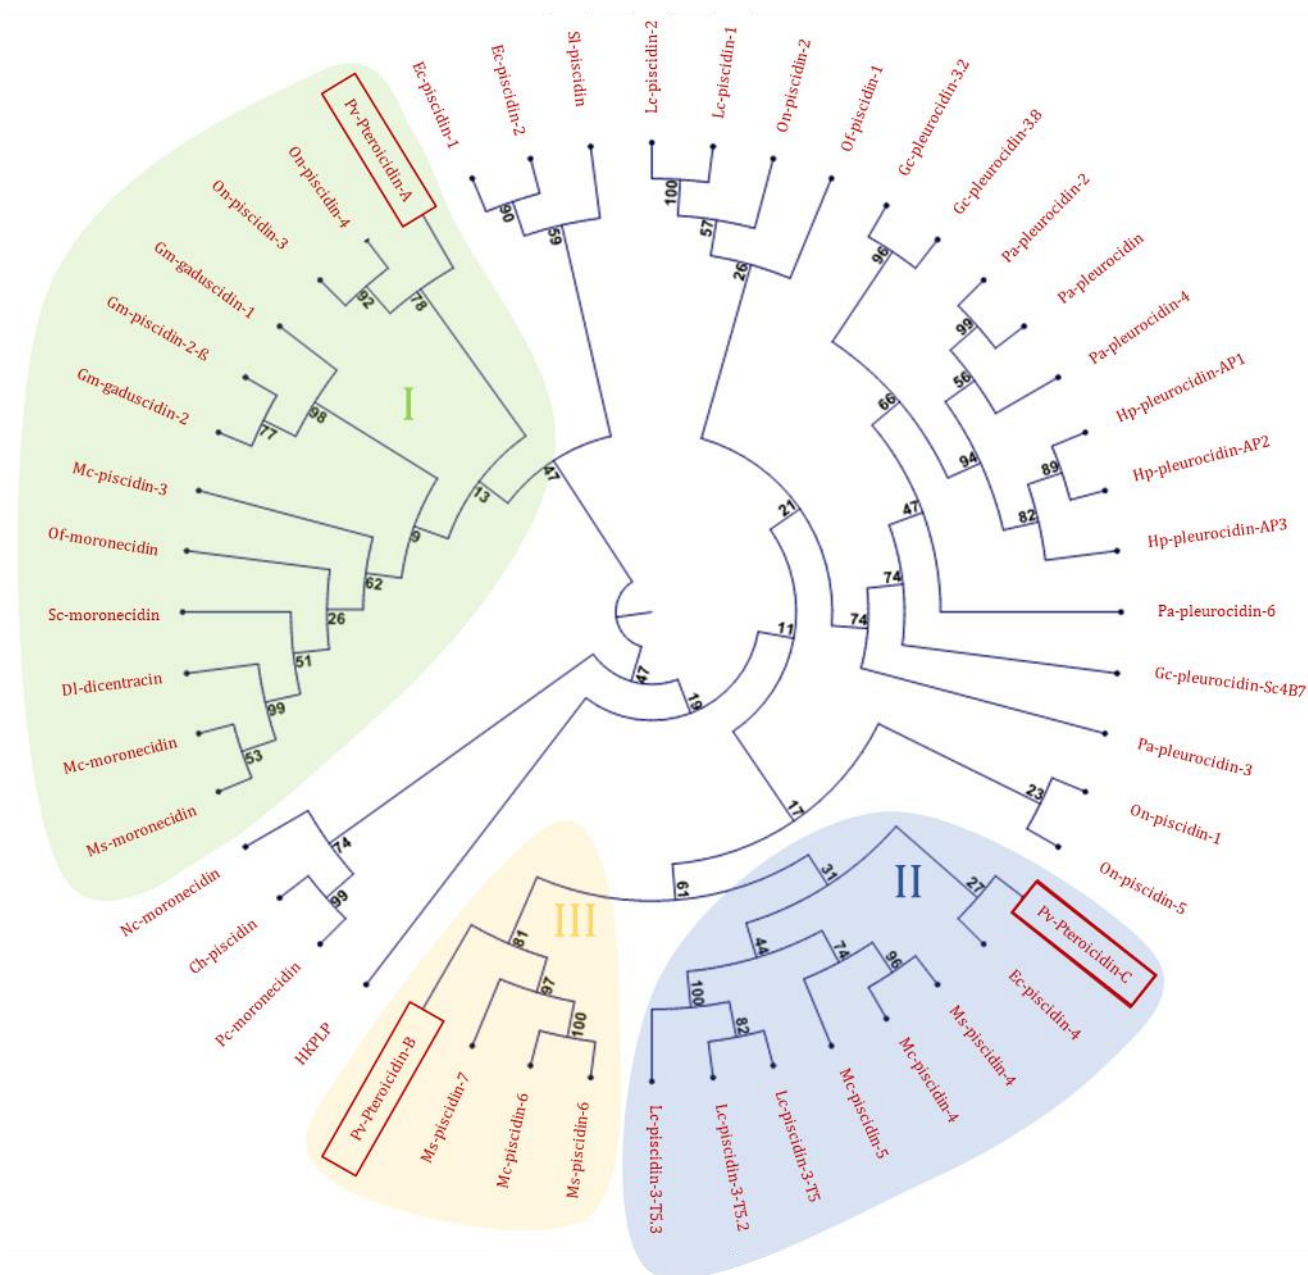 Pv-Pteroicidin-A
Ec-piscidin-1
Ec-piscidin-2
Sl-piscidin
Lc-piscidin-2
Lc-piscidin-1
On-piscidin-2
Of-piscidin-1
Gc-pleurocidin-3.2
Gc-pleurocidin-3.8
Pa-pleurocidin-2
Pa-pleurocidin
Pa-pleurocidin-4
Hp-pleurocidin-AP1
Hp-pleurocidin-AP2
Hp-pleurocidin-AP3
Pa-pleurocidin-6
Gc-pleurocidin-Sc4B7
Pa-pleurocidin-3
On-piscidin-1
On-piscidin-5
Pv-Pteroicidin-C
Ec-piscidin-4
Ms-piscidin-4
Mc-piscidin-4
Mc-piscidin-5
Lc-piscidin-3-T5
Lc-piscidin-3-T5.2
Lc-piscidin-3-T5.3
Ms-piscidin-6
Mc-piscidin-6
Ms-piscidin-7
Pv-Pteroicidin-B
HKPLP
Pc-moronecidin
Ch-piscidin
Nc-moronecidin
Ms-moronecidin
Mc-moronecidin
Dl-dicentracin
Sc-moronecidin
Of-moronecidin
Mc-piscidin-3
Gm-gaduscidin-2
Gm-piscidin-2-ß
Gm-gaduscidin-1
On-piscidin-3
On-piscidin-4
I
II
III
90
59
100
57
26
96
99
56
66
94
89
82
47
74
74
21
11
19
47
17
23
61
31
27
44
74
96
100
82
81
97
100
74
99
47
13
78
92
98
77
9
62
26
51
99
53